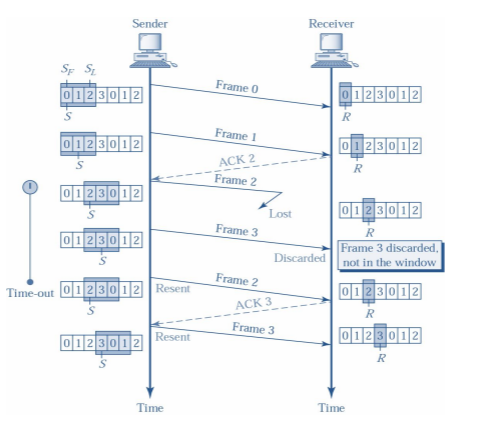 Sender
Receiver
S_F S_L
0 1 2 3 0 1 2
S
Frame 0
0 1 2 3 0 1 2
R
0 1 2 3 0 1 2
S
Frame 1
0 1 2 3 0 1 2
R
ACK 2
0 1 2 3 0 1 2
S
Frame 2
Lost
0 1 2 3 0 1 2
R
0 1 2 3 0 1 2
S
Frame 3
Discarded
Frame 3 discarded,
not in the window
Time-out
0 1 2 3 0 1 2
S
Resent
Frame 2
0 1 2 3 0 1 2
R
ACK 3
0 1 2 3 0 1 2
S
Resent
Frame 3
0 1 2 3 0 1 2
R
Time
Time